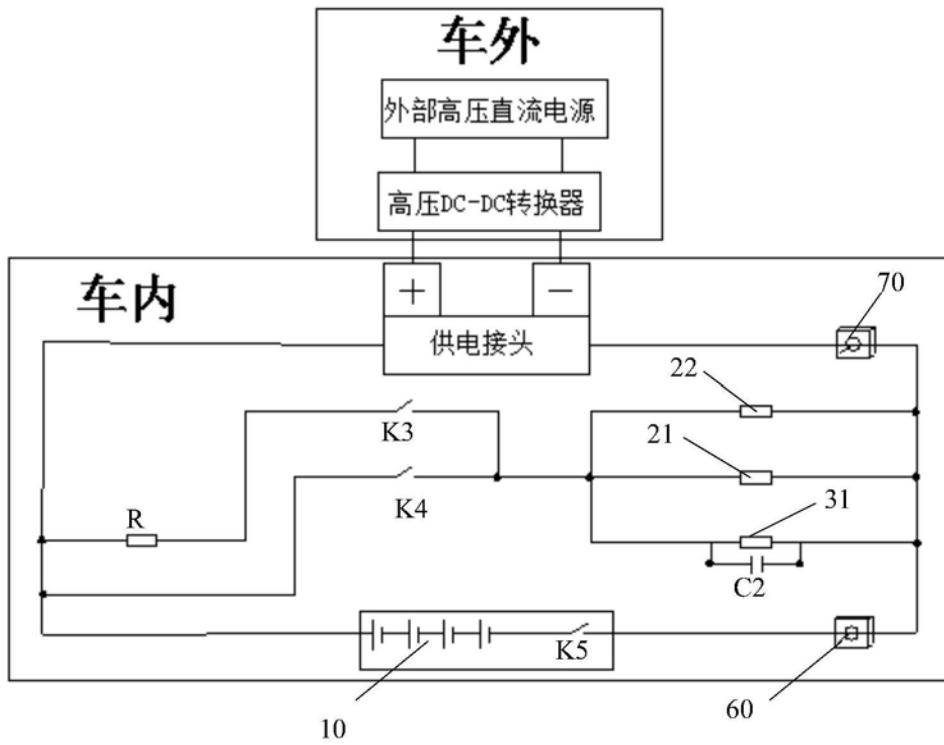 车外
外部高压直流电源
高压DC-DC转换器
+ −
车内
供电接头
70
22
K3
21
K4
31
R
C2
K5
10
60